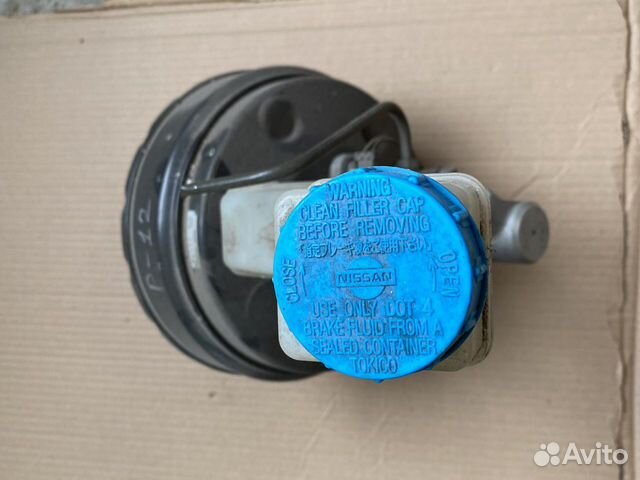 WARNING
CLEAN FILLER CAP
BEFORE REMOVING
CLOSE
NISSAN
OPEN
USE ONLY DOT 4
BRAKE FLUID FROM A
SEALED CONTAINER
TOKICO
P-12
Avito